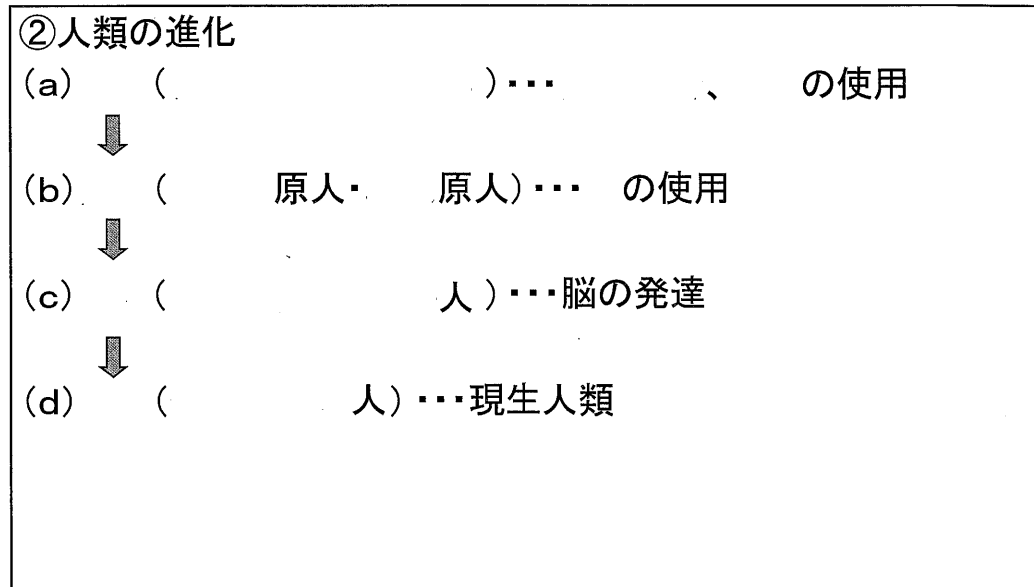 ②人類の進化
(a) ( )・・・ 、 の使用
(b) ( 原人・ 原人)・・・ の使用
(c) ( 人)・・・脳の発達
(d) ( 人)・・・現生人類